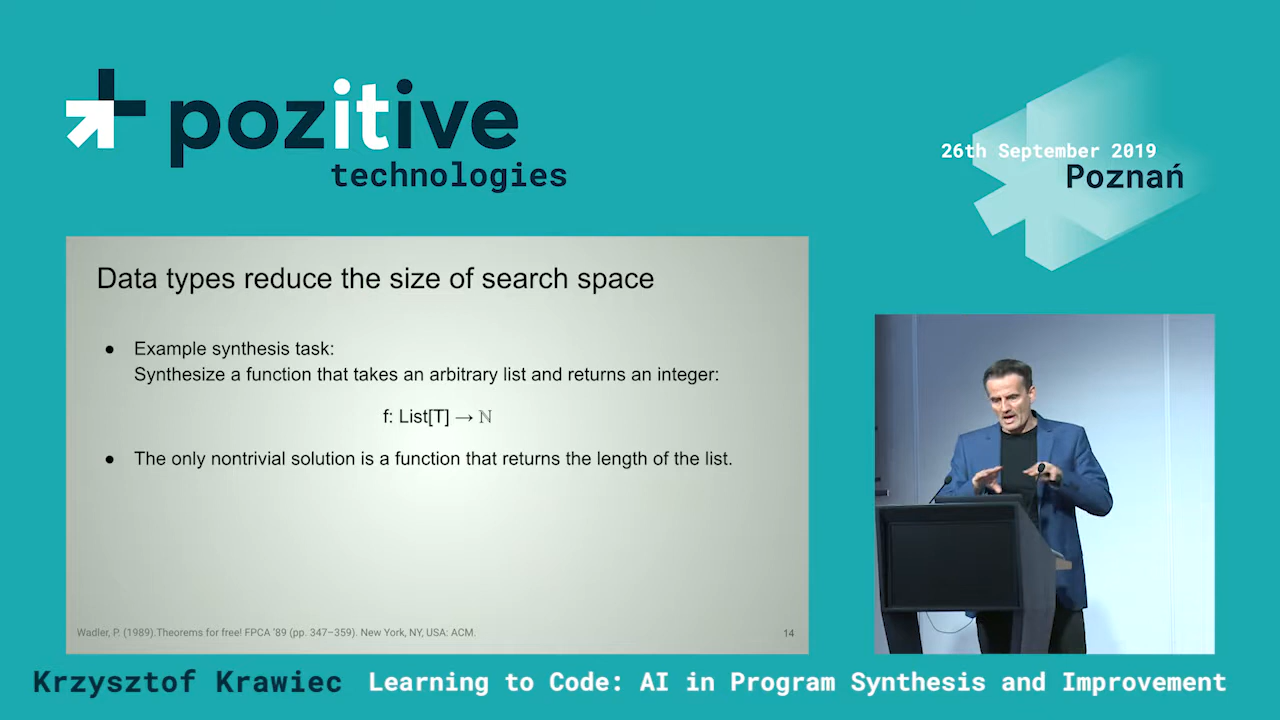 pozitive
technologies
26th September 2019
Poznań
Data types reduce the size of search space
● Example synthesis task:
Synthesize a function that takes an arbitrary list and returns an integer:
f: List[T] → ℕ
● The only nontrivial solution is a function that returns the length of the list.
Wadler, P. (1989).Theorems for free! FPCA '89 (pp. 347–359). New York, NY, USA: ACM.
14
Krzysztof Krawiec Learning to Code: AI in Program Synthesis and Improvement